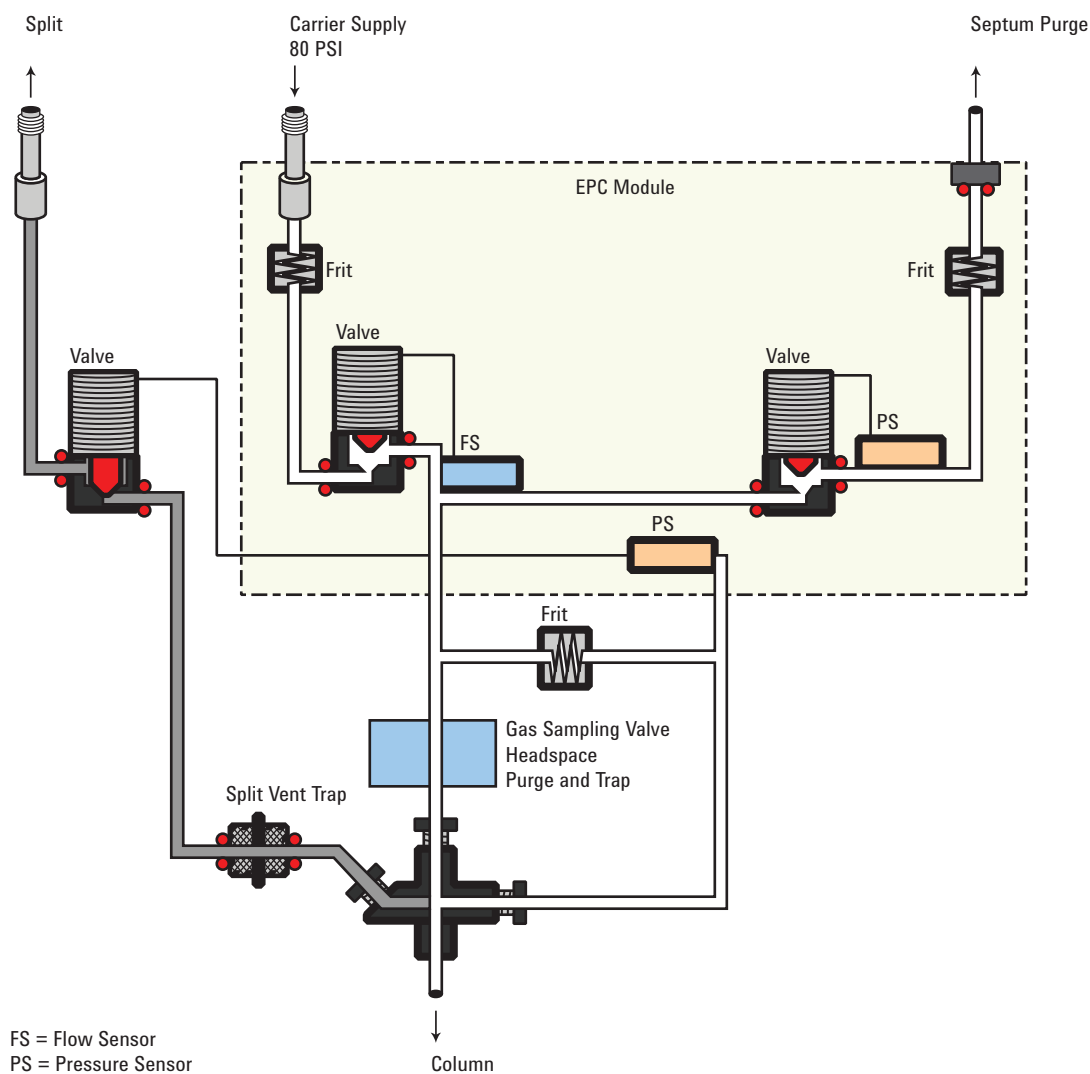 Split
Carrier Supply
80 PSI
Septum Purge
EPC Module
Frit
Frit
Valve
Valve
Valve
FS
PS
PS
Frit
Gas Sampling Valve
Headspace
Purge and Trap
Split Vent Trap
FS = Flow Sensor
PS = Pressure Sensor
Column